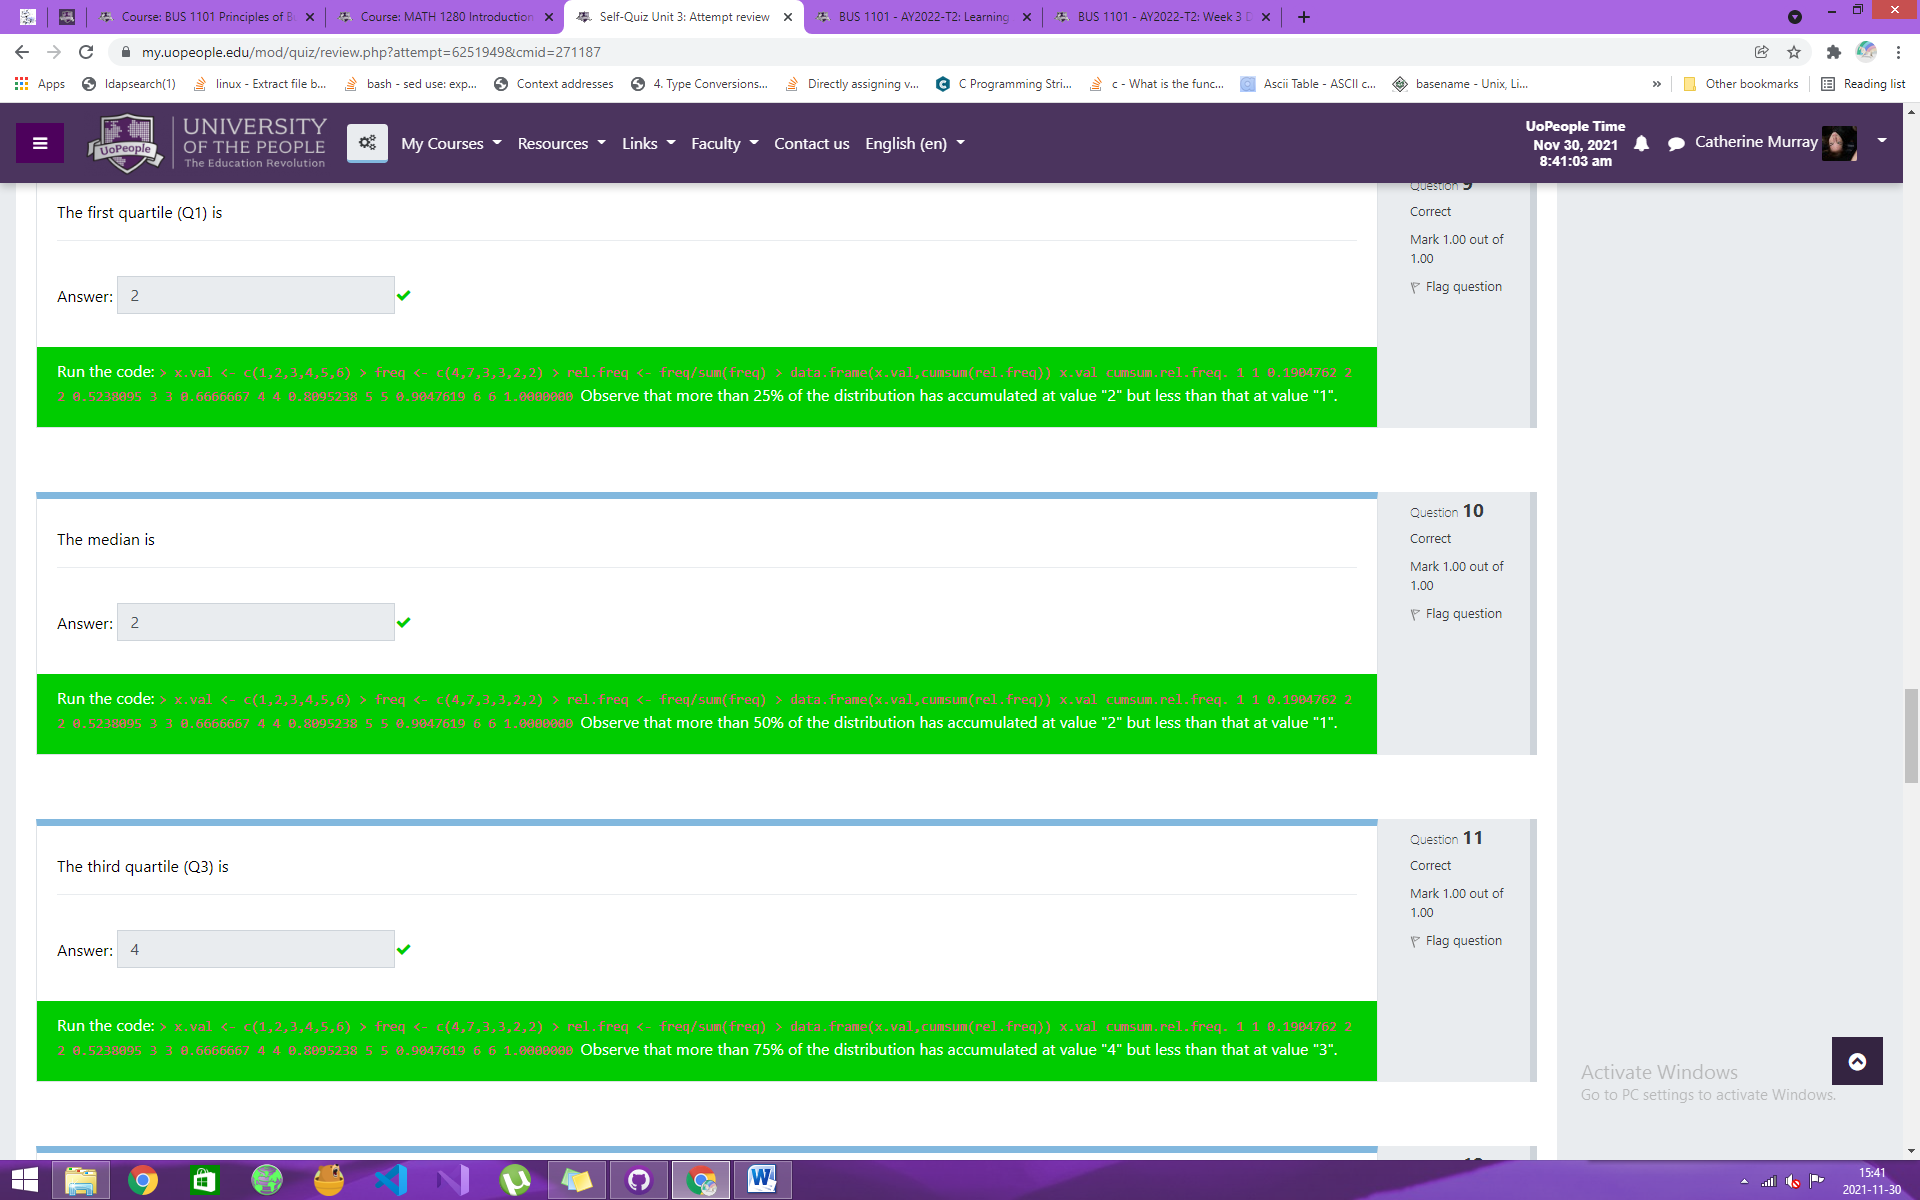 Course: BUS 1101 Principles of B
Course: MATH 1280 Introduction
Self-Quiz Unit 3: Attempt review
BUS 1101 - AY2022-T2: Learning
BUS 1101 - AY2022-T2: Week 3 D
my.uopeople.edu/mod/quiz/review.php?attempt=6251949&cmid=271187
Apps
ldapsearch(1)
linux - Extract file b...
bash - sed use: exp...
Context addresses
4. Type Conversions...
Directly assigning v...
C Programming Stri...
c - What is the func...
Ascii Table - ASCII c...
basename - Unix, Li...
»
Other bookmarks
Reading list
UoPeople
UNIVERSITY
OF THE PEOPLE
The Education Revolution
My Courses
Resources
Links
Faculty
Contact us
English (en)
UoPeople Time
Nov 30, 2021
8:41:03 am
Catherine Murray
Question 9
Correct
Mark 1.00 out of
1.00
Flag question
The first quartile (Q1) is
Answer: 2
Run the code: > x.val <- c(1,2,3,4,5,6) > freq <- c(4,7,3,3,2,2) > rel.freq <- freq/sum(freq) > data.frame(x.val,cumsum(rel.freq)) x.val cumsum.rel.freq. 1 1 0.1904762 2
2 0.5238095 3 3 0.6666667 4 4 0.8095238 5 5 0.9047619 6 6 1.0000000 Observe that more than 25% of the distribution has accumulated at value "2" but less than that at value "1".
Question 10
Correct
Mark 1.00 out of
1.00
Flag question
The median is
Answer: 2
Run the code: > x.val <- c(1,2,3,4,5,6) > freq <- c(4,7,3,3,2,2) > rel.freq <- freq/sum(freq) > data.frame(x.val,cumsum(rel.freq)) x.val cumsum.rel.freq. 1 1 0.1904762 2
2 0.5238095 3 3 0.6666667 4 4 0.8095238 5 5 0.9047619 6 6 1.0000000 Observe that more than 50% of the distribution has accumulated at value "2" but less than that at value "1".
Question 11
Correct
Mark 1.00 out of
1.00
Flag question
The third quartile (Q3) is
Answer: 4
Run the code: > x.val <- c(1,2,3,4,5,6) > freq <- c(4,7,3,3,2,2) > rel.freq <- freq/sum(freq) > data.frame(x.val,cumsum(rel.freq)) x.val cumsum.rel.freq. 1 1 0.1904762 2
2 0.5238095 3 3 0.6666667 4 4 0.8095238 5 5 0.9047619 6 6 1.0000000 Observe that more than 75% of the distribution has accumulated at value "4" but less than that at value "3".
Activate Windows
Go to PC settings to activate Windows.
15:41
2021-11-30